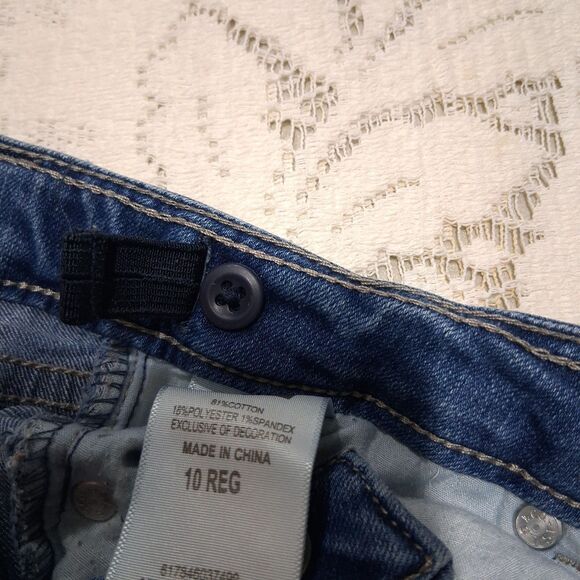 81%COTTON
18%POLYESTER 1%SPANDEX
EXCLUSIVE OF DECORATION
MADE IN CHINA
10 REG